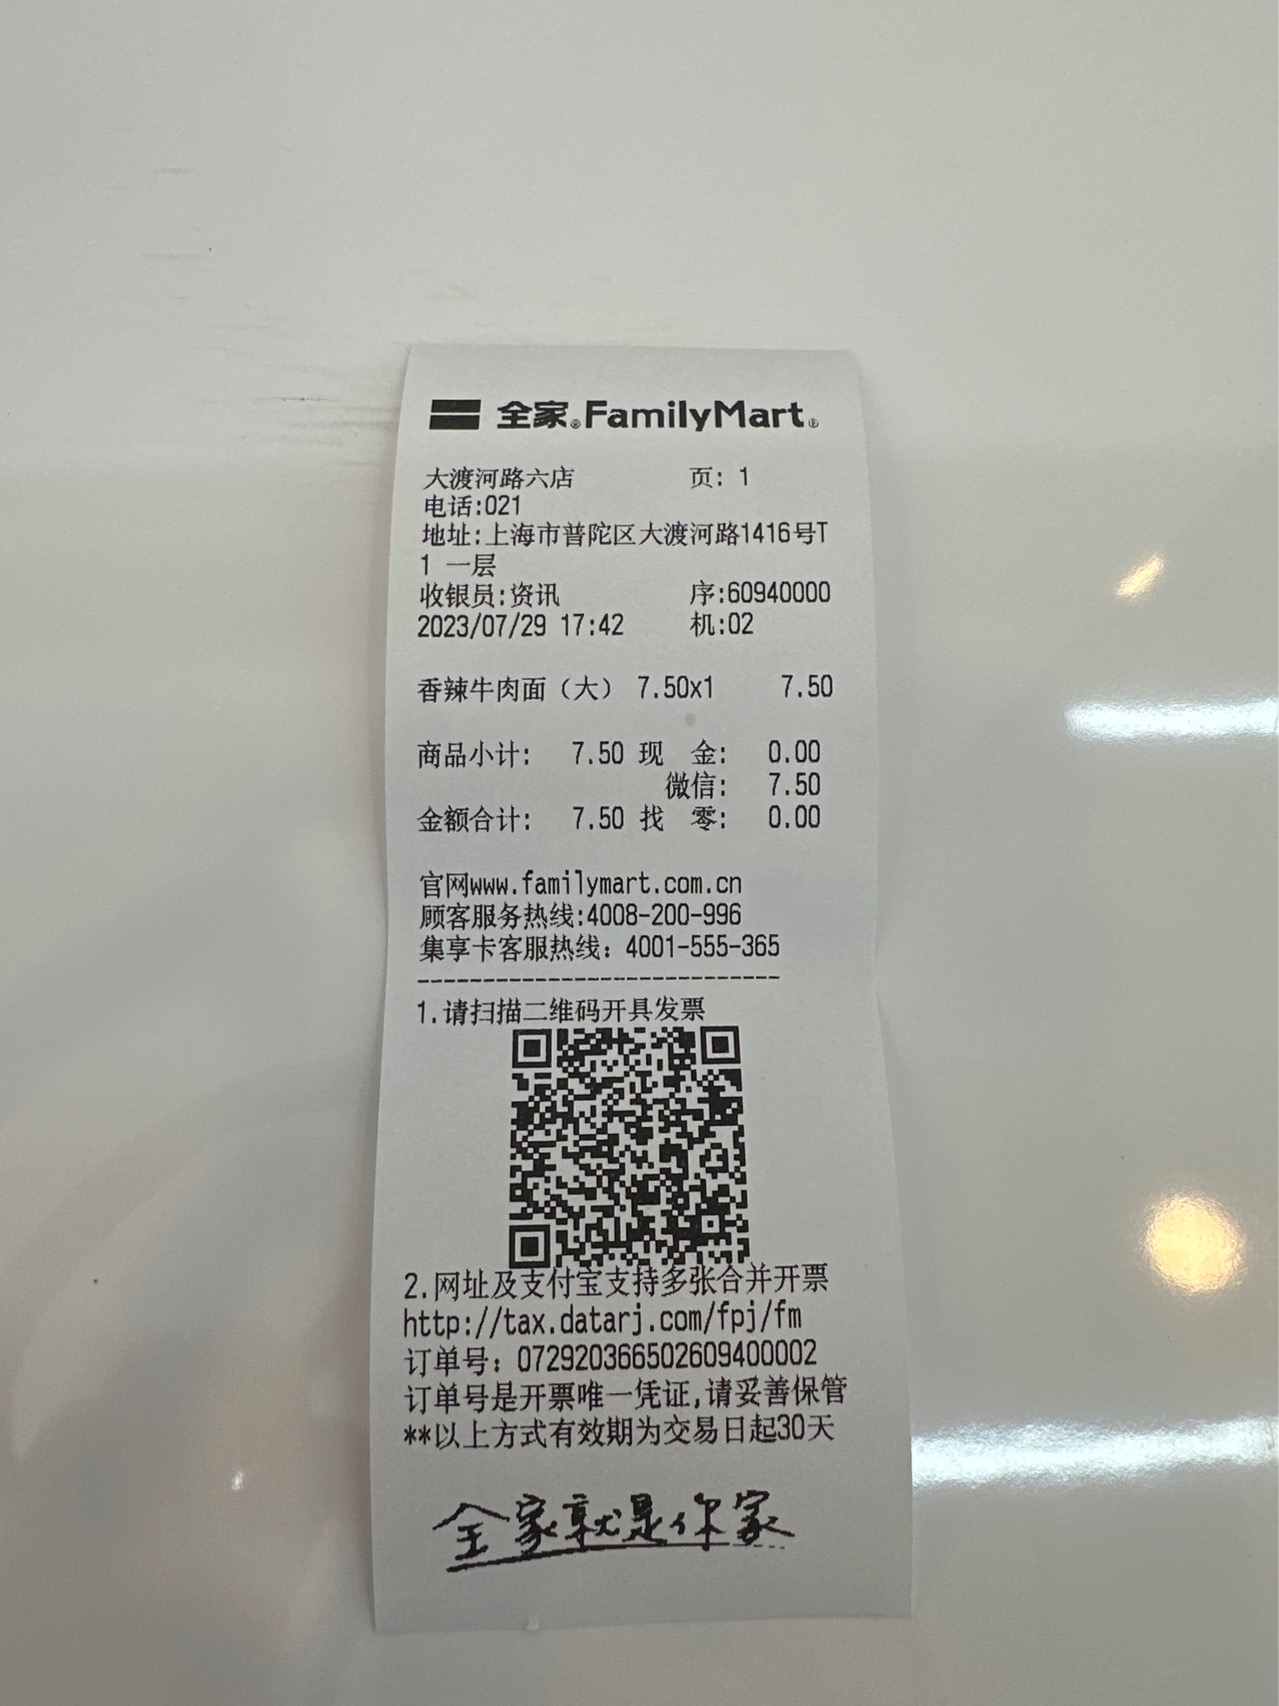 全家®FamilyMart®
大渡河路六店 页: 1
电话:021
地址:上海市普陀区大渡河路1416号T
1 一层
收银员:资讯 序:60940000
2023/07/29 17:42 机:02
香辣牛肉面（大） 7.50x1 7.50
商品小计: 7.50 现 金: 0.00
微信: 7.50
金额合计: 7.50 找 零: 0.00
官网www.familymart.com.cn
顾客服务热线:4008-200-996
集享卡客服热线：4001-555-365
----------------------------
1.请扫描二维码开具发票
2.网址及支付宝支持多张合并开票
http://tax.datarj.com/fpj/fm
订单号：072920366502609400002
订单号是开票唯一凭证,请妥善保管
**以上方式有效期为交易日起30天
全家就是你家